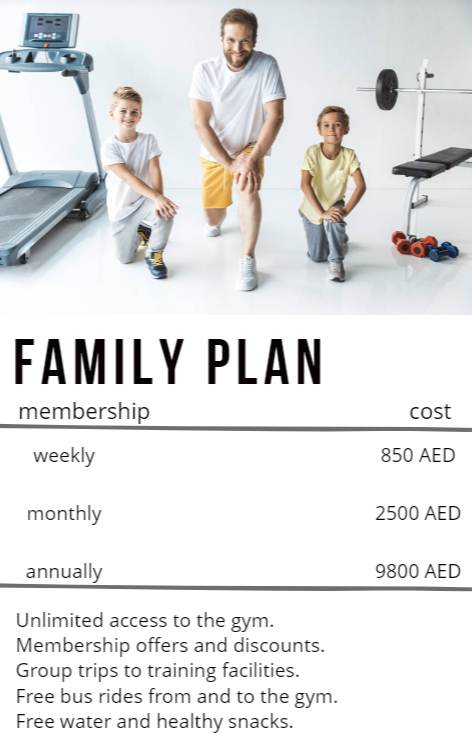 FAMILY PLAN
membership cost
weekly 850 AED
monthly 2500 AED
annually 9800 AED
Unlimited access to the gym.
Membership offers and discounts.
Group trips to training facilities.
Free bus rides from and to the gym.
Free water and healthy snacks.